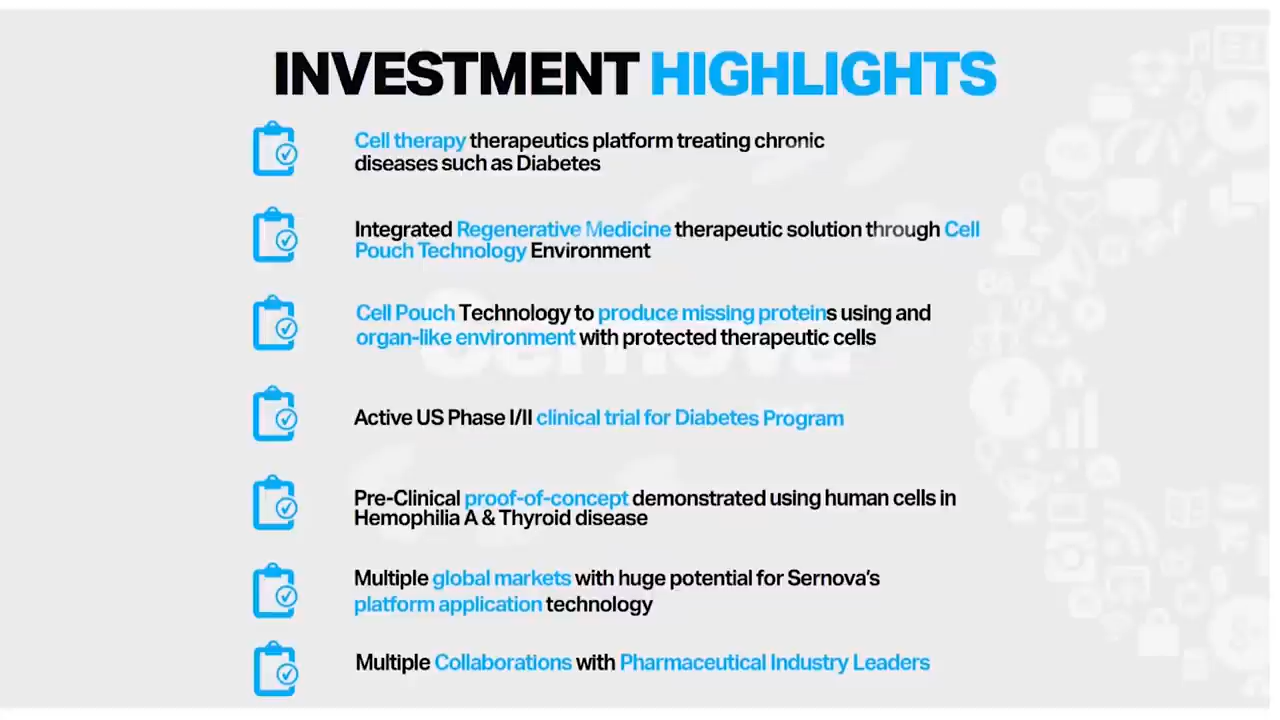 INVESTMENT HIGHLIGHTS
Cell therapy therapeutics platform treating chronic
diseases such as Diabetes
Integrated Regenerative Medicine therapeutic solution through Cell
Pouch Technology Environment
Cell Pouch Technology to produce missing proteins using and
organ-like environment with protected therapeutic cells
Sernova
Active US Phase I/II clinical trial for Diabetes Program
Pre-Clinical proof-of-concept demonstrated using human cells in
Hemophilia A & Thyroid disease
Multiple global markets with huge potential for Sernova's
platform application technology
Multiple Collaborations with Pharmaceutical Industry Leaders